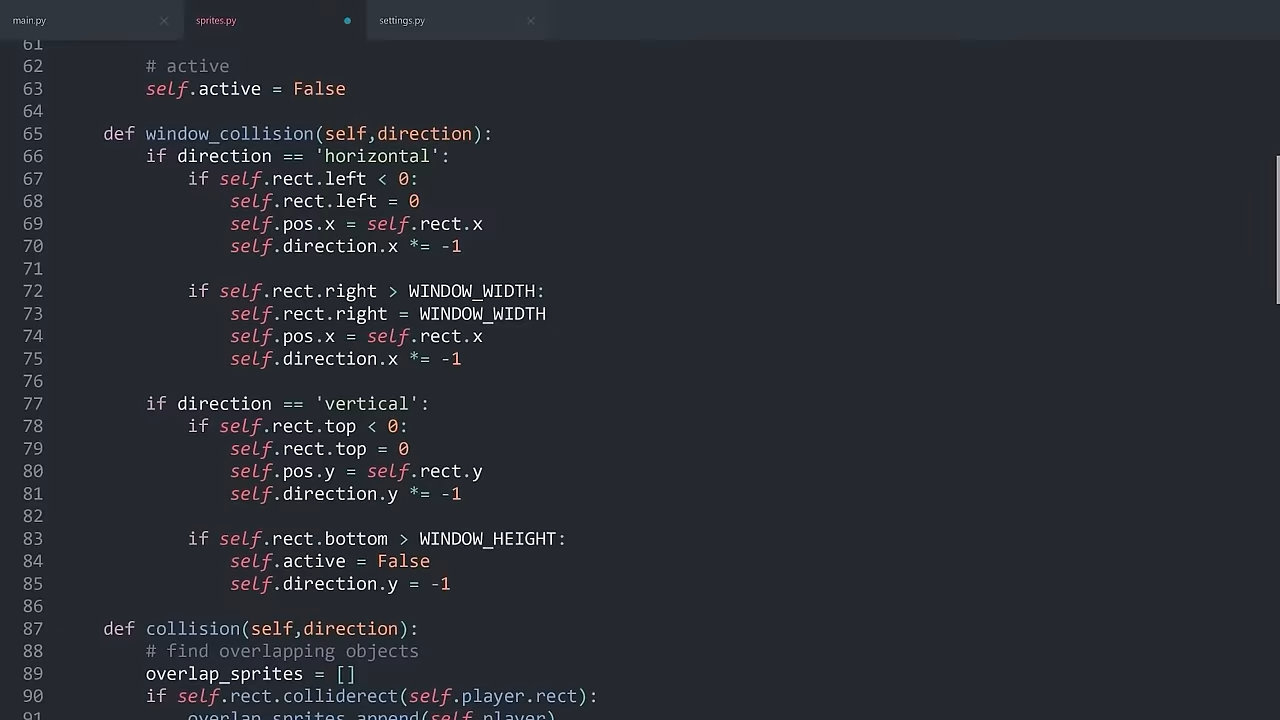 main.py
sprites.py
settings.py
61
62 # active
63 self.active = False
64
65 def window_collision(self,direction):
66 if direction == 'horizontal':
67 if self.rect.left < 0:
68 self.rect.left = 0
69 self.pos.x = self.rect.x
70 self.direction.x *= -1
71
72 if self.rect.right > WINDOW_WIDTH:
73 self.rect.right = WINDOW_WIDTH
74 self.pos.x = self.rect.x
75 self.direction.x *= -1
76
77 if direction == 'vertical':
78 if self.rect.top < 0:
79 self.rect.top = 0
80 self.pos.y = self.rect.y
81 self.direction.y *= -1
82
83 if self.rect.bottom > WINDOW_HEIGHT:
84 self.active = False
85 self.direction.y = -1
86
87 def collision(self,direction):
88 # find overlapping objects
89 overlap_sprites = []
90 if self.rect.colliderect(self.player.rect):
91 overlap_sprites.append(self.player)